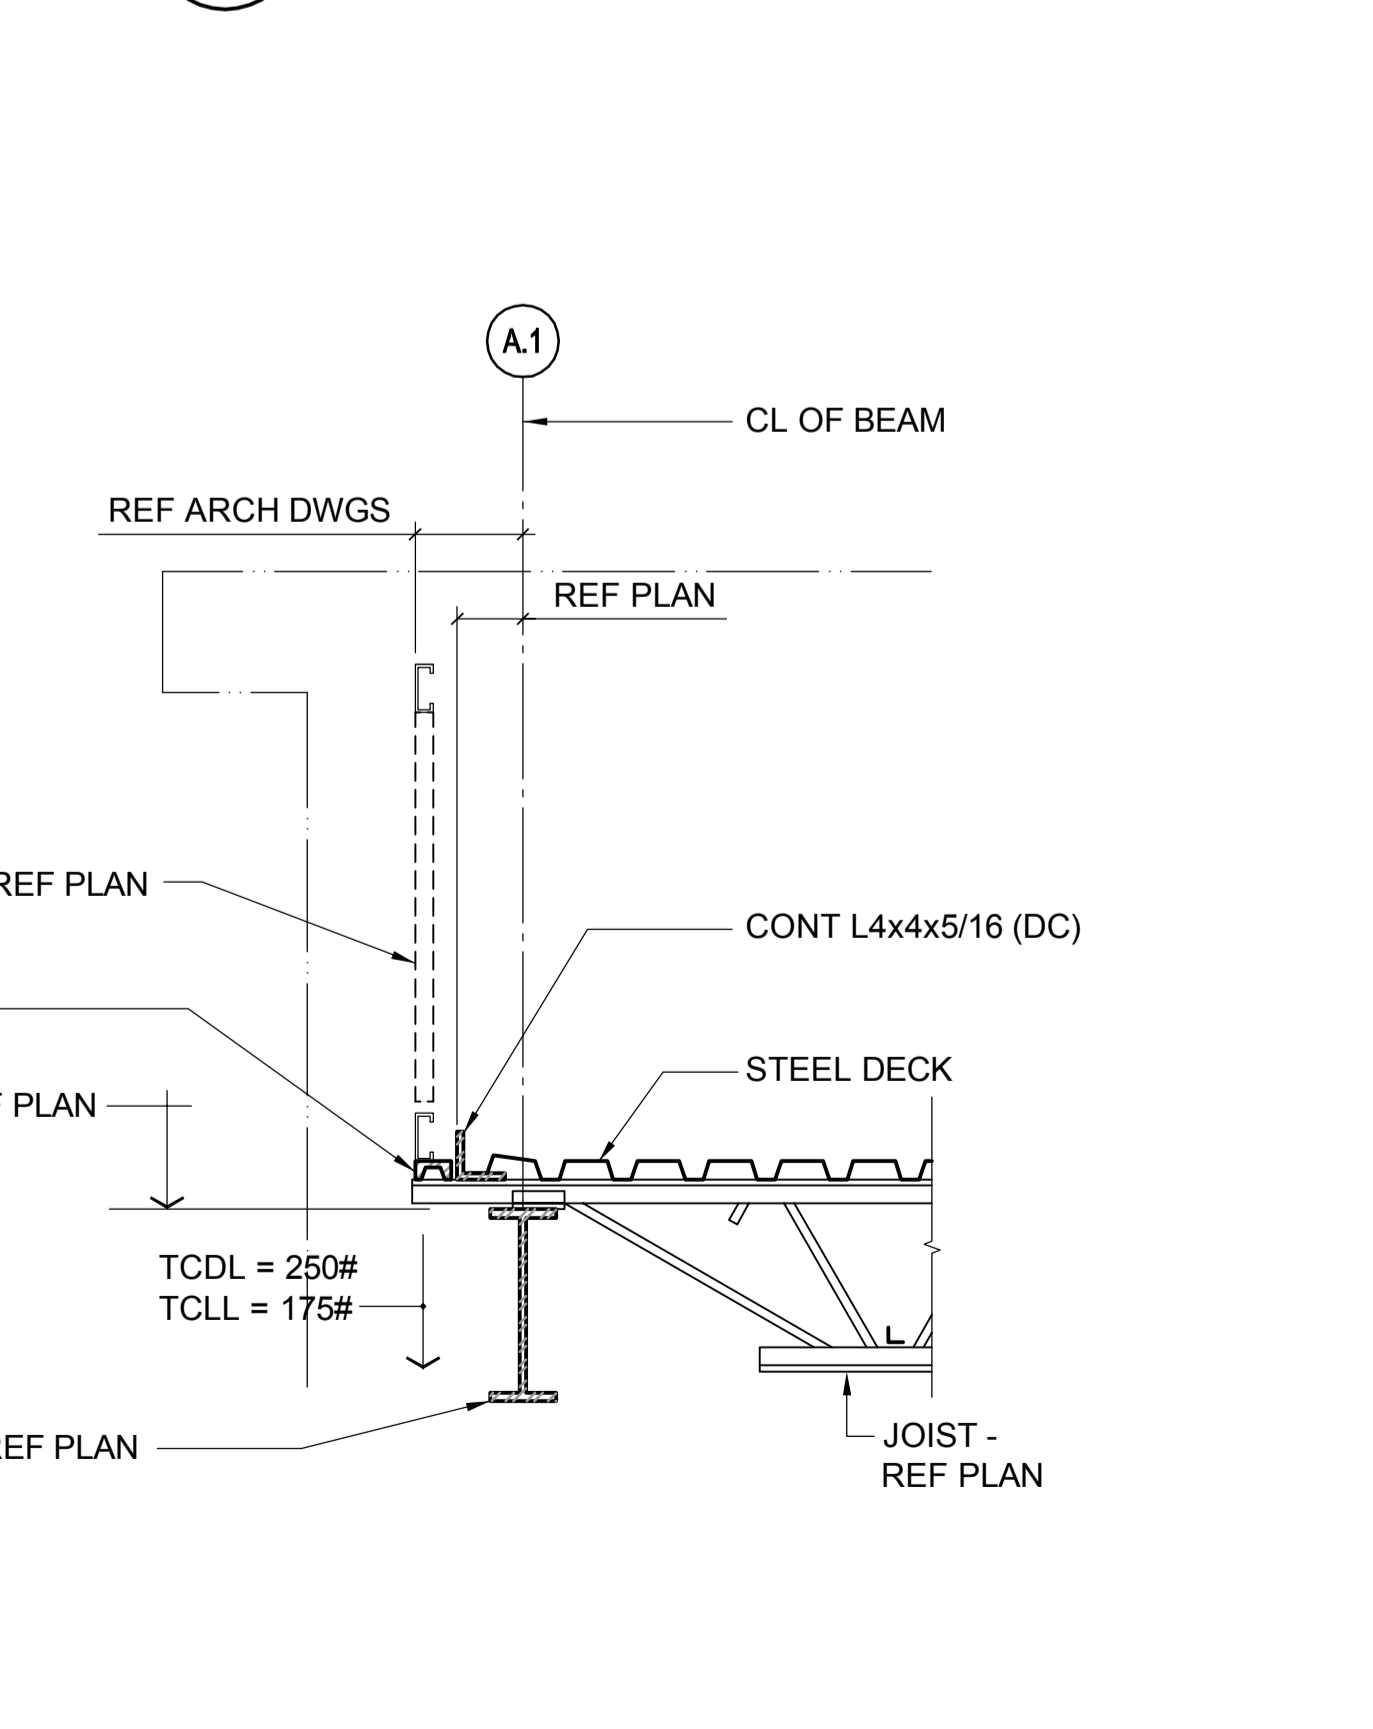 A.1
CL OF BEAM
REF ARCH DWGS
REF PLAN
REF PLAN
CONT L4x4x5/16 (DC)
STEEL DECK
PLAN
TCDL = 250#
TCLL = 175#
REF PLAN
JOIST -
REF PLAN